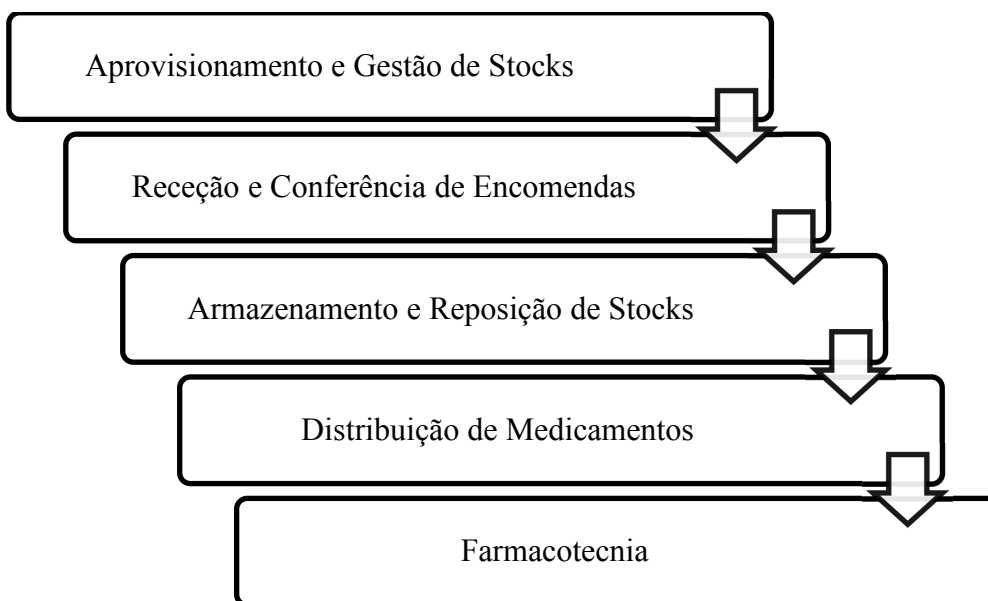 Aprovisionamento e Gestão de Stocks
Receção e Conferência de Encomendas
Armazenamento e Reposição de Stocks
Distribuição de Medicamentos
Farmacotecnia